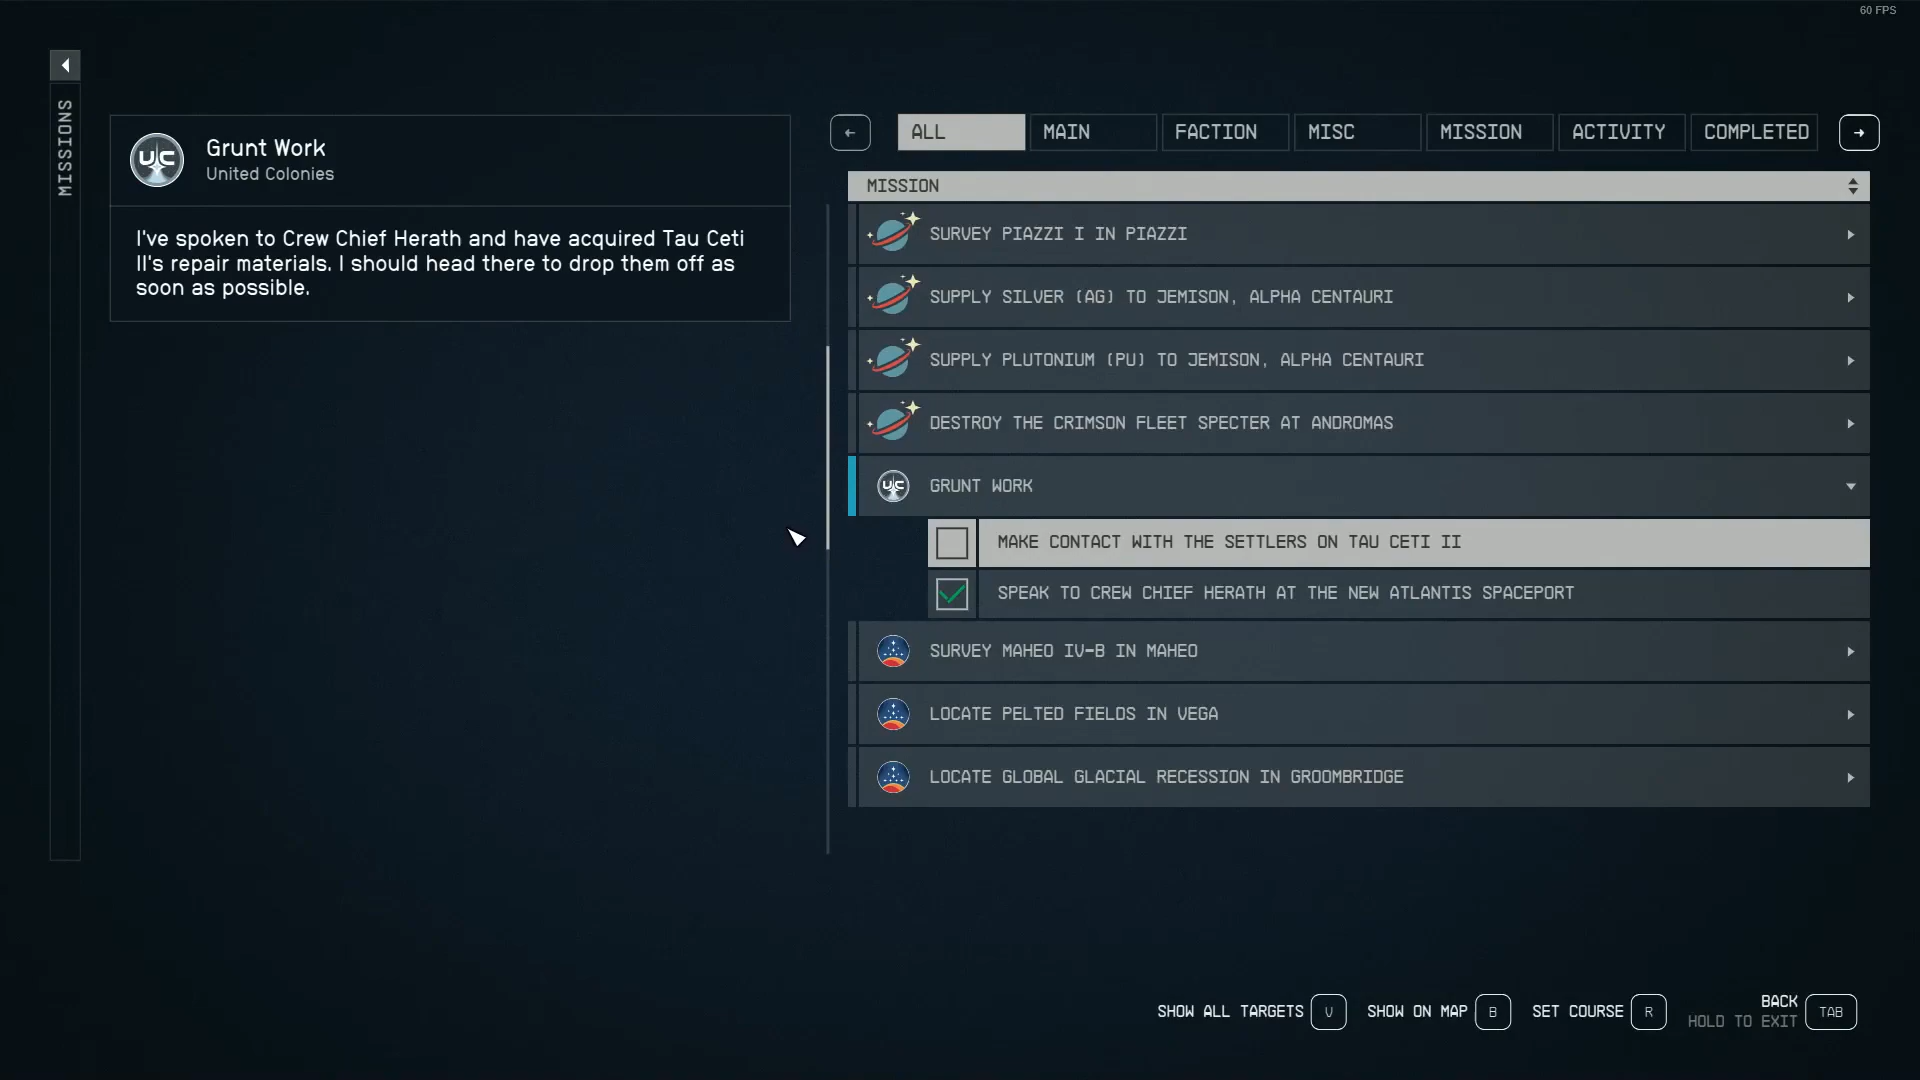 60 FPS
MISSIONS
UC
Grunt Work
United Colonies
I've spoken to Crew Chief Herath and have acquired Tau Ceti
II's repair materials. I should head there to drop them off as
soon as possible.
ALL MAIN FACTION MISC MISSION ACTIVITY COMPLETED
MISSION
SURVEY PIAZZI I IN PIAZZI
SUPPLY SILVER (AG) TO JEMISON, ALPHA CENTAURI
SUPPLY PLUTONIUM (PU) TO JEMISON, ALPHA CENTAURI
DESTROY THE CRIMSON FLEET SPECTER AT ANDROMAS
UC GRUNT WORK
MAKE CONTACT WITH THE SETTLERS ON TAU CETI II
SPEAK TO CREW CHIEF HERATH AT THE NEW ATLANTIS SPACEPORT
SURVEY MAHEO IV-B IN MAHEO
LOCATE PELTED FIELDS IN VEGA
LOCATE GLOBAL GLACIAL RECESSION IN GROOMBRIDGE
SHOW ALL TARGETS V SHOW ON MAP B SET COURSE R BACK TAB
HOLD TO EXIT